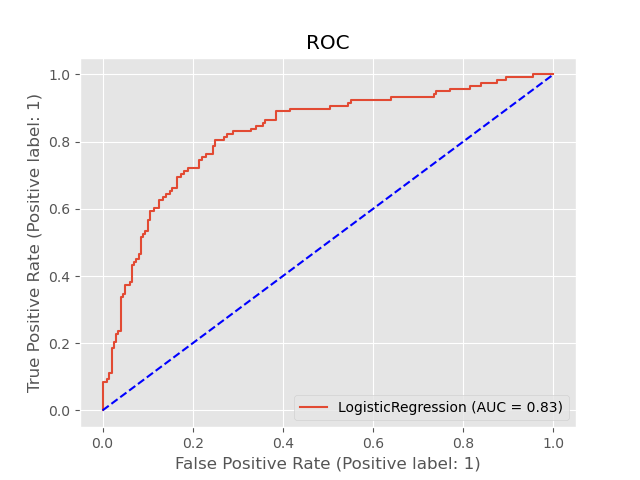 ROC
True Positive Rate (Positive label: 1)
1.0
0.8
0.6
0.4
0.2
0.0
LogisticRegression (AUC = 0.83)
0.0 0.2 0.4 0.6 0.8 1.0
False Positive Rate (Positive label: 1)